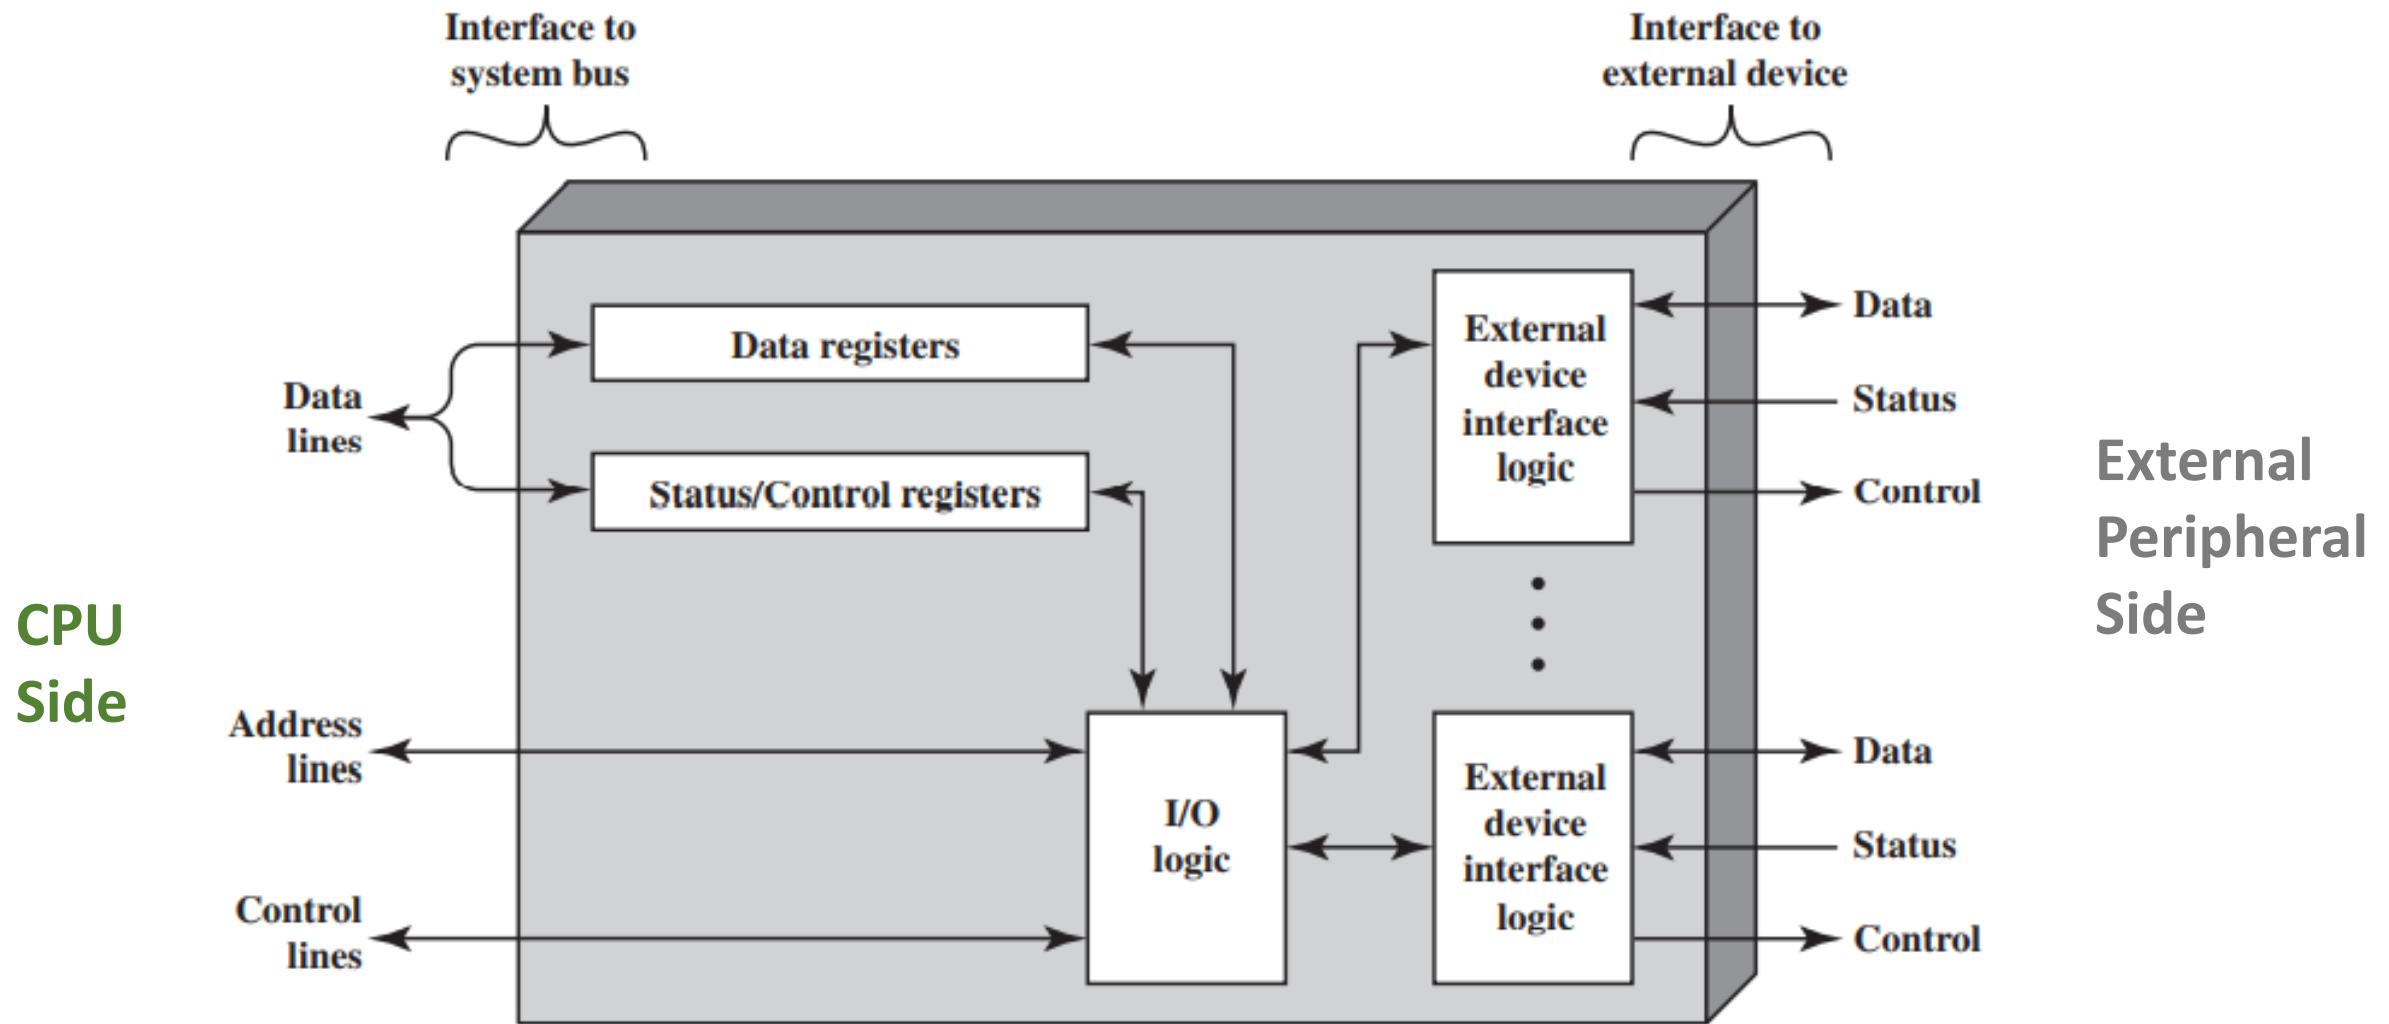 Interface to
system bus
Interface to
external device
Data registers
Status/Control registers
Data
lines
External
device
interface
logic
Data
Status
Control
External
Peripheral
Side
CPU
Side
Address
lines
Control
lines
I/O
logic
External
device
interface
logic
Data
Status
Control